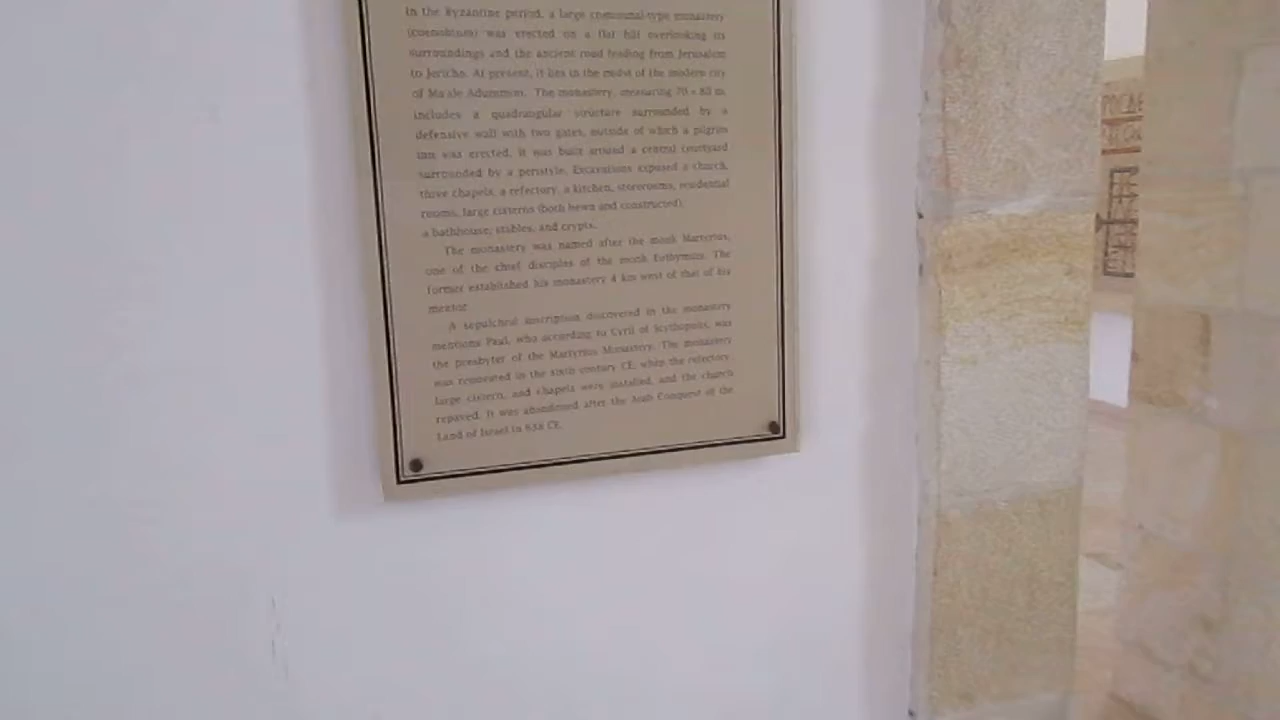 In the Byzantine period, a large communal-type monastery
(coenobium) was erected on a flat hill overlooking its
surroundings and the ancient road leading from Jerusalem
to Jericho. At present, it lies in the midst of the modern city
of Ma'ale Adummim. The monastery, measuring 70 × 80 m,
includes a quadrangular structure surrounded by a
defensive wall with two gates, outside of which a pilgrim
inn was erected. It was built around a central courtyard
surrounded by a peristyle. Excavations exposed a church,
three chapels, a refectory, a kitchen, storerooms, residential
rooms, large cisterns (both hewn and constructed),
a bathhouse, stables, and crypts.
The monastery was named after the monk Martyrius,
one of the chief disciples of the monk Euthymius. The
former established his monastery 4 km west of that of his
mentor.
A sepulchral inscription discovered in the monastery
mentions Paul, who according to Cyril of Scythopolis, was
the presbyter of the Martyrius Monastery. The monastery
was renovated in the sixth century CE, when the refectory,
large cistern, and chapels were installed, and the church
repaved. It was abandoned after the Arab Conquest of the
Land of Israel in 638 CE.